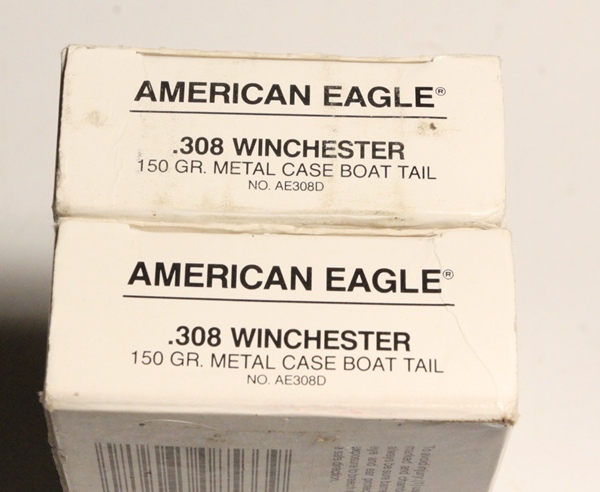 AMERICAN EAGLE®
.308 WINCHESTER
150 GR. METAL CASE BOAT TAIL
NO. AE308D
AMERICAN EAGLE®
.308 WINCHESTER
150 GR. METAL CASE BOAT TAIL
NO. AE308D